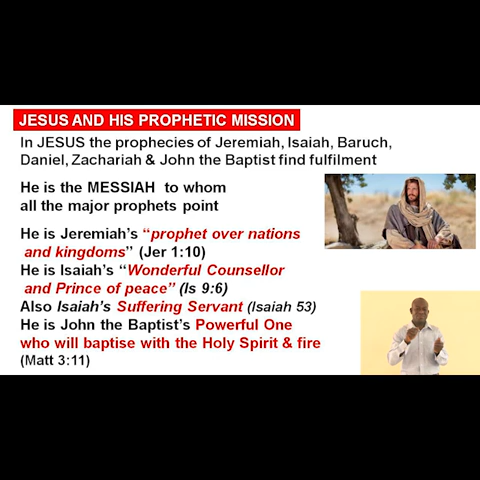 JESUS AND HIS PROPHETIC MISSION
In JESUS the prophecies of Jeremiah, Isaiah, Baruch,
Daniel, Zachariah & John the Baptist find fulfilment
He is the MESSIAH to whom
all the major prophets point
He is Jeremiah's “prophet over nations
and kingdoms” (Jer 1:10)
He is Isaiah's “Wonderful Counsellor
and Prince of peace” (Is 9:6)
Also Isaiah's Suffering Servant (Isaiah 53)
He is John the Baptist's Powerful One
who will baptise with the Holy Spirit & fire
(Matt 3:11)